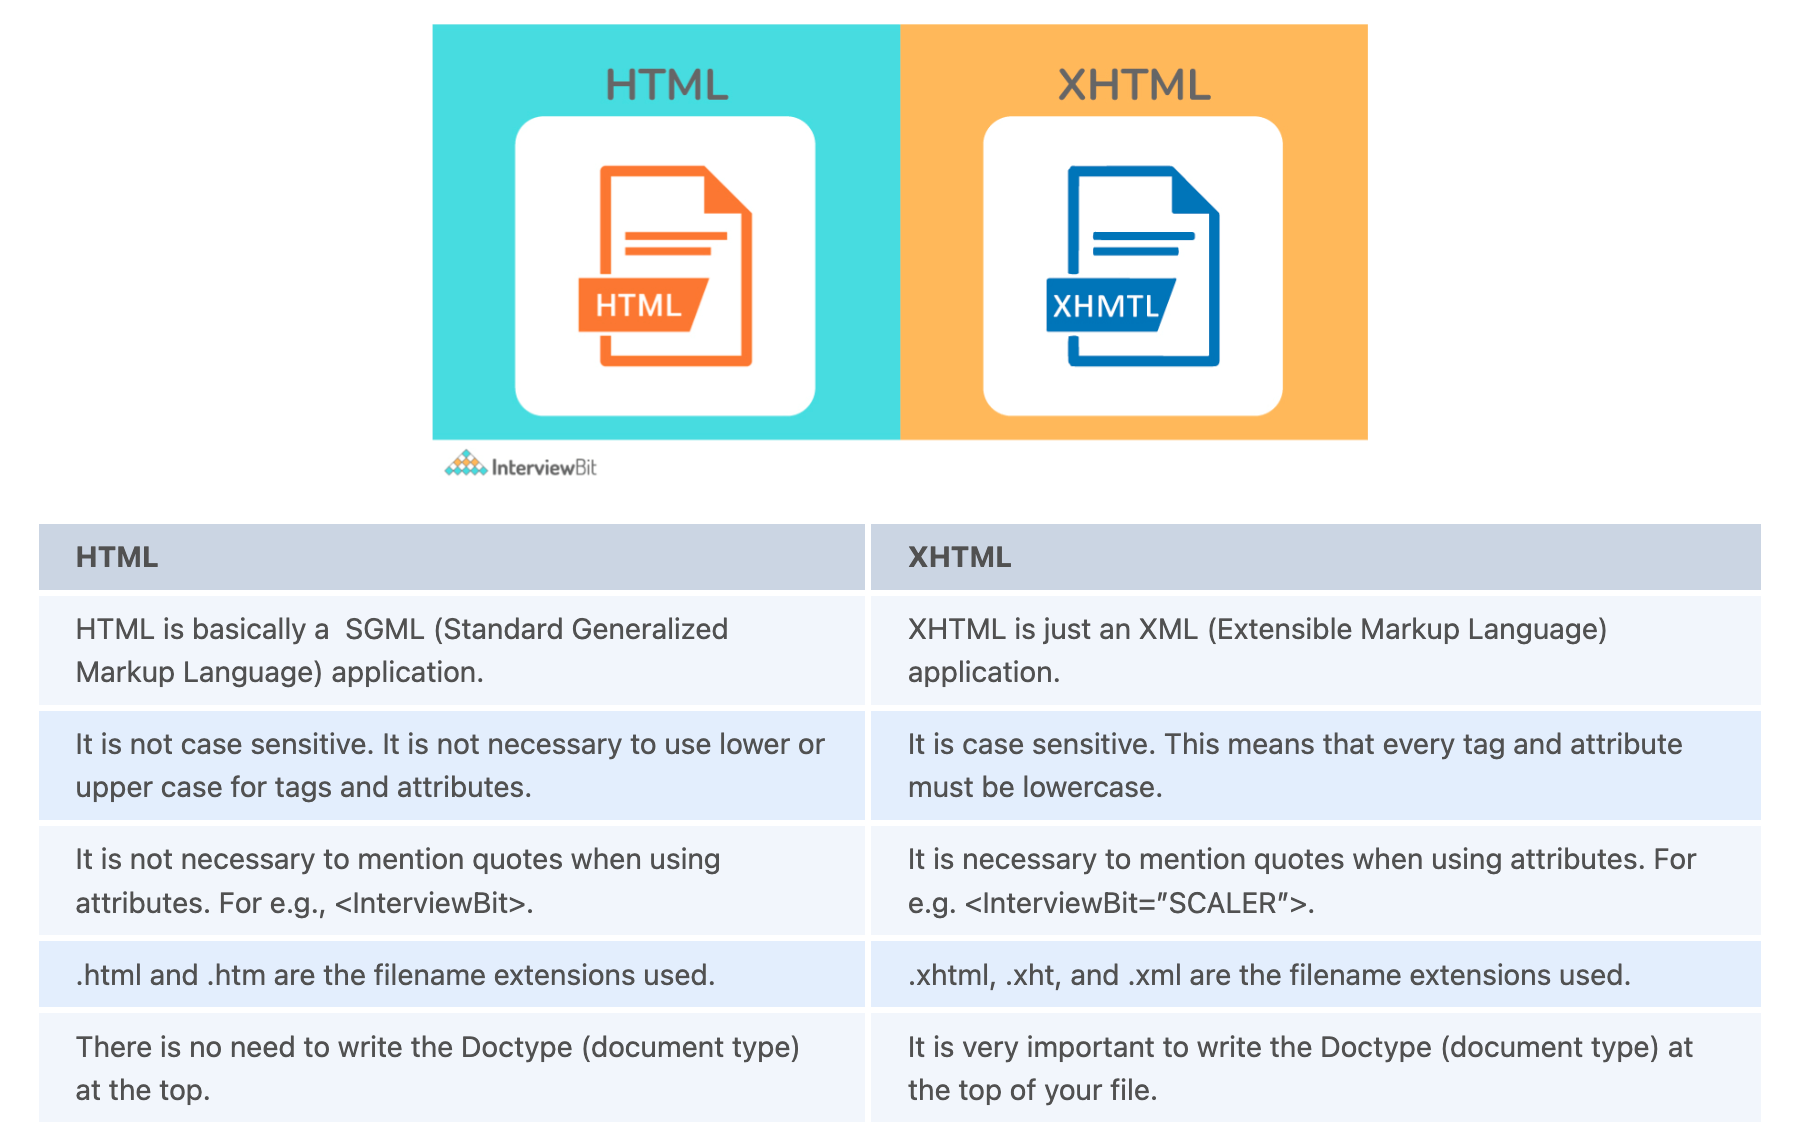 HTML
XHTML
HTML
XHMTL
InterviewBit
HTML
XHTML
HTML is basically a  SGML (Standard Generalized
Markup Language) application.
XHTML is just an XML (Extensible Markup Language)
application.
It is not case sensitive. It is not necessary to use lower or
upper case for tags and attributes.
It is case sensitive. This means that every tag and attribute
must be lowercase.
It is not necessary to mention quotes when using
attributes. For e.g., <InterviewBit>.
It is necessary to mention quotes when using attributes. For
e.g. <InterviewBit=”SCALER”>.
.html and .htm are the filename extensions used.
.xhtml, .xht, and .xml are the filename extensions used.
There is no need to write the Doctype (document type)
at the top.
It is very important to write the Doctype (document type) at
the top of your file.